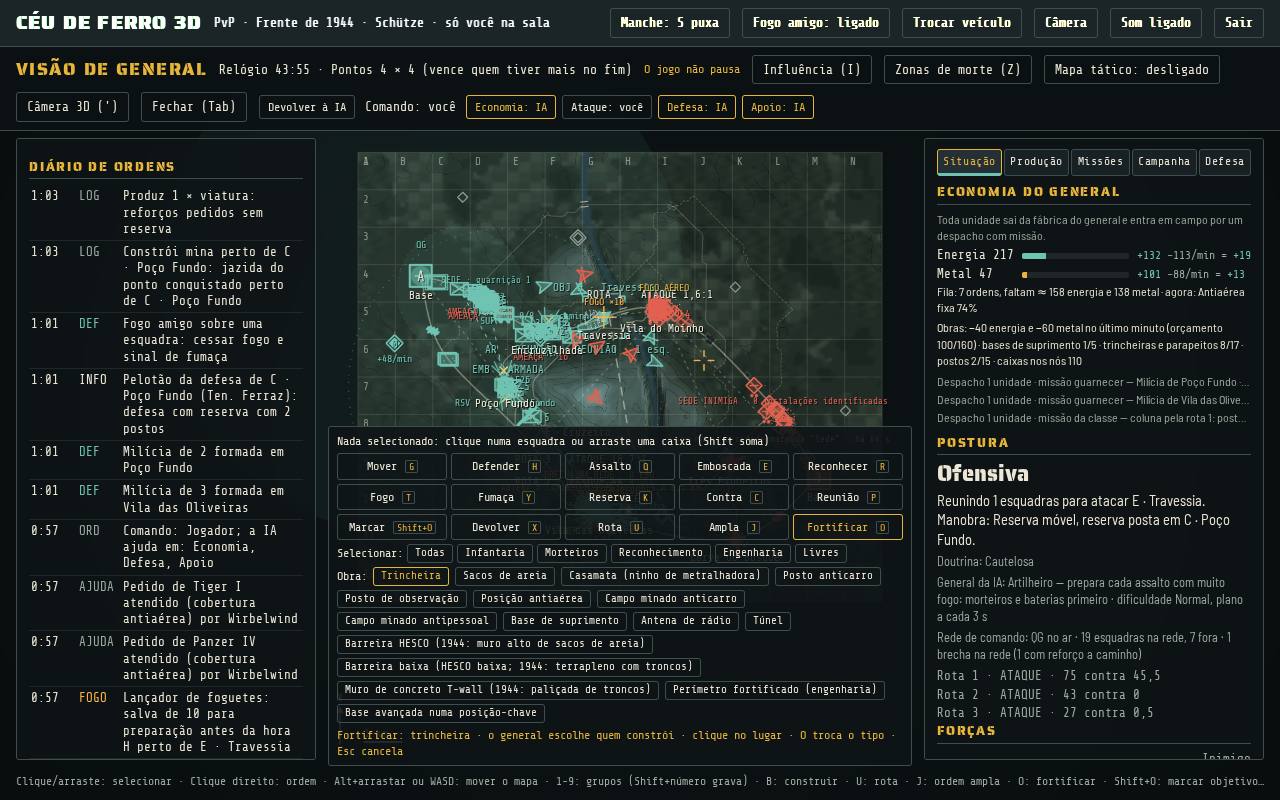 CÉU DE FERRO 3D PvP · Frente de 1944 · Schütze · só você na sala
Manche: 5 puxa
Fogo amigo: ligado
Trocar veículo
Câmera
Som ligado
Sair
VISÃO DE GENERAL Relógio 43:55 · Pontos 4 × 4 (vence quem tiver mais no fim) O jogo não pausa
Influência (I)
Zonas de morte (Z)
Mapa tático: desligado
Câmera 3D (')
Fechar (Tab)
Devolver à IA
Comando: você
Economia: IA
Ataque: você
Defesa: IA
Apoio: IA
DIÁRIO DE ORDENS
1:03 LOG Produz 1 × viatura:
reforços pedidos sem
reserva
1:03 LOG Constrói mina perto de C
· Poço Fundo: jazida do
ponto conquistado perto
de C · Poço Fundo
1:01 DEF Fogo amigo sobre uma
esquadra: cessar fogo e
sinal de fumaça
1:01 INFO Pelotão da defesa de C ·
Poço Fundo (Ten. Ferraz):
defesa com reserva com 2
postos
1:01 DEF Milícia de 2 formada em
Poço Fundo
1:01 DEF Milícia de 3 formada em
Vila das Oliveiras
0:57 ORD Comando: Jogador; a IA
ajuda em: Economia,
Defesa, Apoio
0:57 AJUDA Pedido de Tiger I
atendido (cobertura
antiaérea) por Wirbelwind
0:57 AJUDA Pedido de Panzer IV
atendido (cobertura
antiaérea) por Wirbelwind
0:57 FOGO Lançador de foguetes:
salva de 10 para
preparação antes da hora
H perto de E · Travessia
A B C D E F G H I J K L M N
2
3
4
5
6
7
8
QG
A
Base
+48/min
Encruzilhada
Poço Fundo
Travessia
Vila do Moinho
FOGO AÉREO
ROTA 1 · ATAQUE 1,6:1
SEDE INIMIGA
instalações identificadas
Nada selecionado: clique numa esquadra ou arraste uma caixa (Shift soma)
Mover G
Defender H
Assalto Q
Emboscada E
Reconhecer R
Fogo T
Fumaça Y
Reserva K
Contra C
Reunião P
Marcar Shift+O
Devolver X
Rota U
Ampla J
Fortificar O
Selecionar: Todas Infantaria Morteiros Reconhecimento Engenharia Livres
Obra: Trincheira Sacos de areia Casamata (ninho de metralhadora) Posto anticarro
Posto de observação Posição antiaérea Campo minado anticarro
Campo minado antipessoal Base de suprimento Antena de rádio Túnel
Barreira HESCO (1944: muro alto de sacos de areia)
Barreira baixa (HESCO baixa; 1944: terrapleno com troncos)
Muro de concreto T-wall (1944: paliçada de troncos) Perímetro fortificado (engenharia)
Base avançada numa posição-chave
Fortificar: trincheira · o general escolhe quem constrói · clique no lugar · O troca o tipo ·
Esc cancela
Situação Produção Missões Campanha Defesa
ECONOMIA DO GENERAL
Toda unidade sai da fábrica do general e entra em campo por um
despacho com missão.
Energia 217 +132 −113/min = +19
Metal 47 +101 −88/min = +13
Fila: 7 ordens, faltam ≈ 158 energia e 138 metal · agora: Antiaérea
fixa 74%
Obras: −40 energia e −60 metal no último minuto (orçamento
100/160) · bases de suprimento 1/5 · trincheiras e parapeitos 8/17 ·
postos 2/15 · caixas nos nós 110
Despacho 1 unidade · missão guarnecer — Milícia de Poço Fundo ·…
Despacho 1 unidade · missão guarnecer — Milícia de Vila das Olive…
Despacho 1 unidade · missão da classe — coluna pela rota 1: post…
POSTURA
Ofensiva
Reunindo 1 esquadras para atacar E · Travessia.
Manobra: Reserva móvel, reserva posta em C · Poço
Fundo.
Doutrina: Cautelosa
General da IA: Artilheiro — prepara cada assalto com muito
fogo: morteiros e baterias primeiro · dificuldade Normal, plano
a cada 3 s
Rede de comando: QG no ar · 19 esquadras na rede, 7 fora · 1
brecha na rede (1 com reforço a caminho)
Rota 1 · ATAQUE · 75 contra 45,5
Rota 2 · ATAQUE · 43 contra 0
Rota 3 · ATAQUE · 27 contra 0,5
FORÇAS
Inimigo
Clique/arraste: selecionar · Clique direito: ordem · Alt+arrastar ou WASD: mover o mapa · 1-9: grupos (Shift+número grava) · B: construir · U: rota · J: ordem ampla · O: fortificar · Shift+O: marcar objetivo…